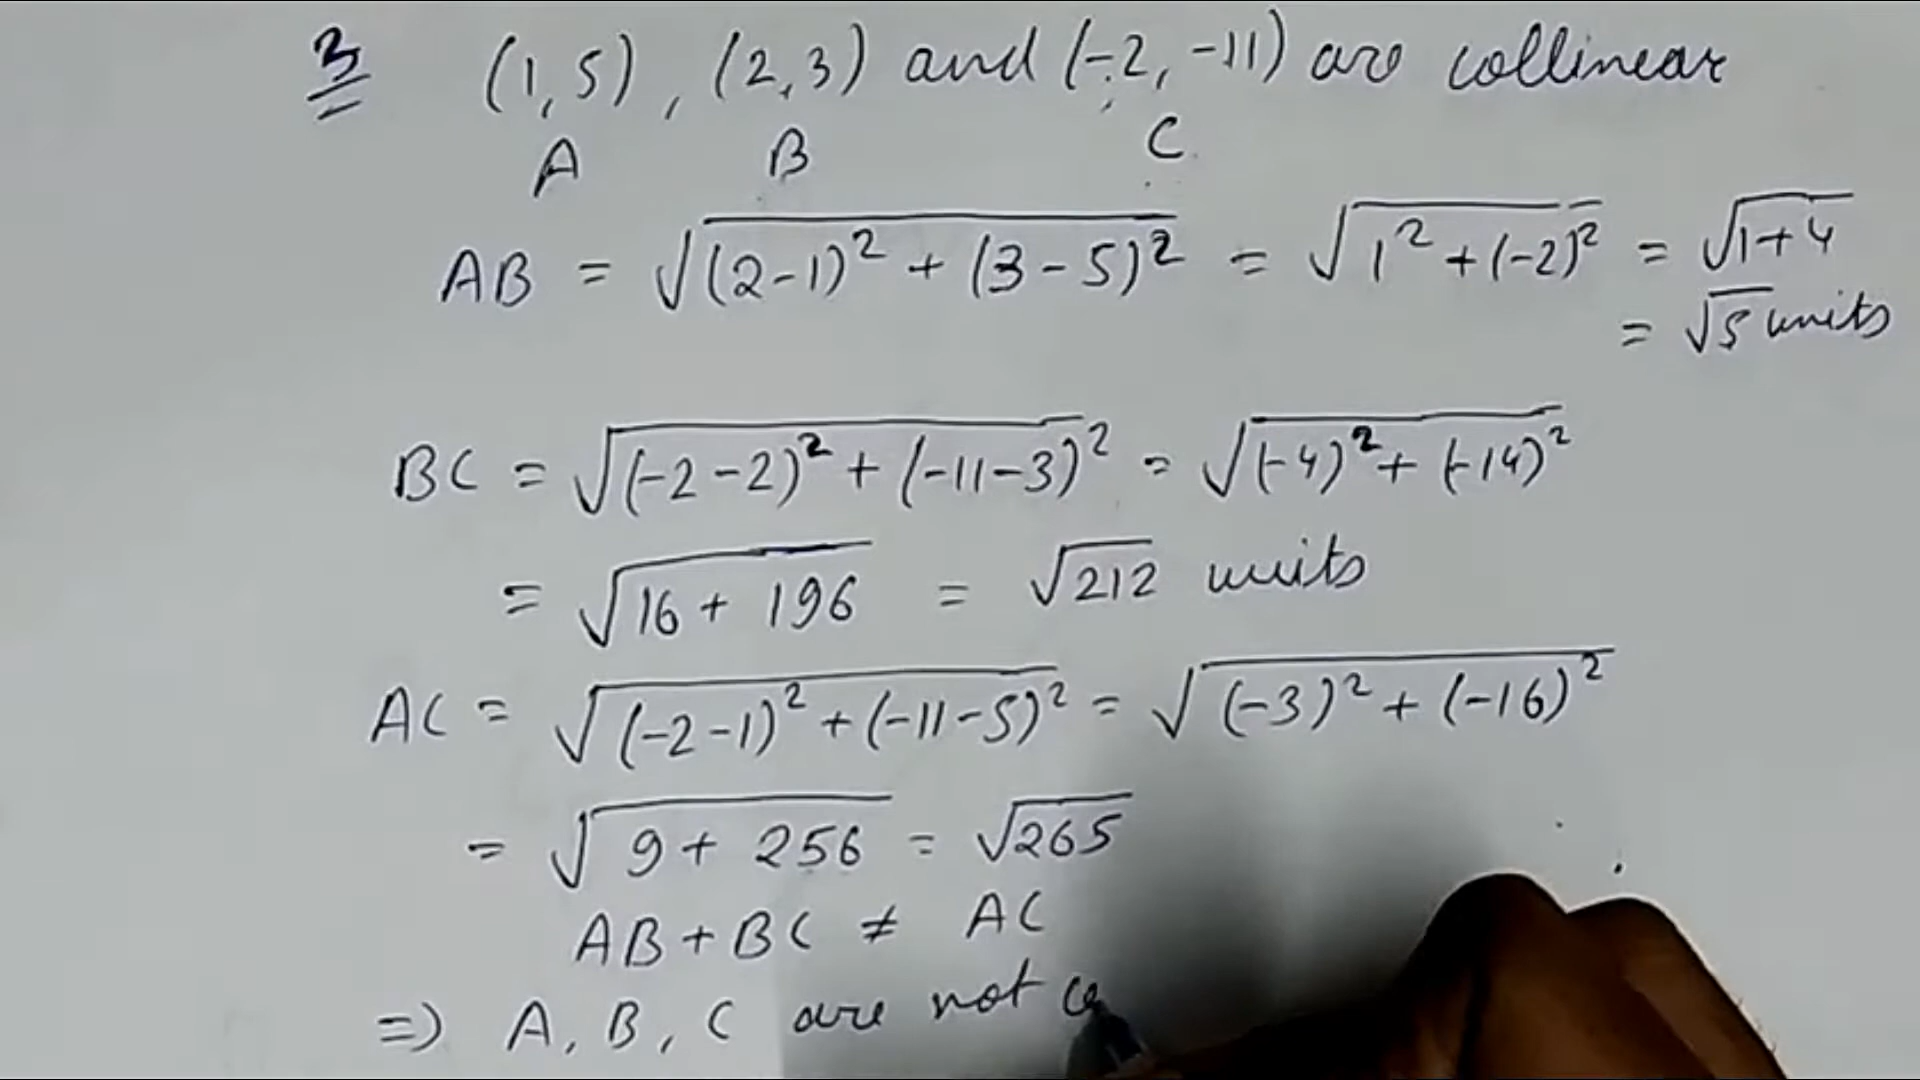 3 (1,5), (2,3) and (-2, -11) are collinear
A B C
AB = √(2-1)² + (3-5)² = √1² + (-2)² = √1+4
= √5 units
BC = √(-2-2)² + (-11-3)² = √(-4)² + (-14)²
= √16 + 196 = √212 units
AC = √(-2-1)² + (-11-5)² = √(-3)² + (-16)²
= √9 + 256 = √265
AB + BC ≠ AC
=> A, B, C are not co